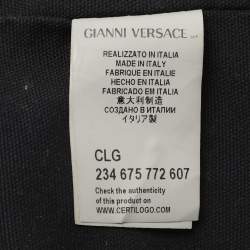 GIANNI VERSACE
REALIZZATO IN ITALIA
MADE IN ITALY
FABRIQUE EN ITALIE
HECHO EN ITALIA
FABRICADO EM ITALIA
意大利制造
СОЗДАНО В ИТАЛИИ
イタリア製
CLG
234 675 772 607
Check the authenticity
of this product on
WWW.CERTILOGO.COM